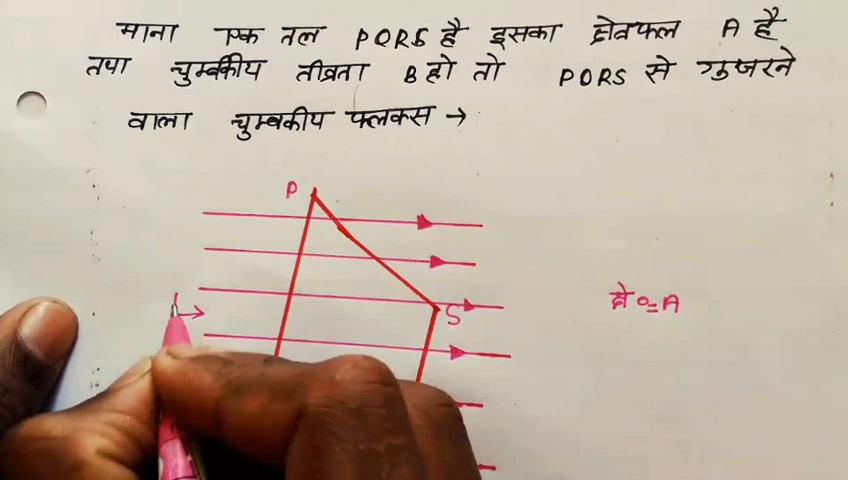 माना एक तल PQRS है इसका क्षेत्रफल A है
तथा चुम्बकीय तीव्रता B हो तो PQRS से गुजरने
वाला चुम्बकीय फ्लक्स →
P
S
क्षे०=A